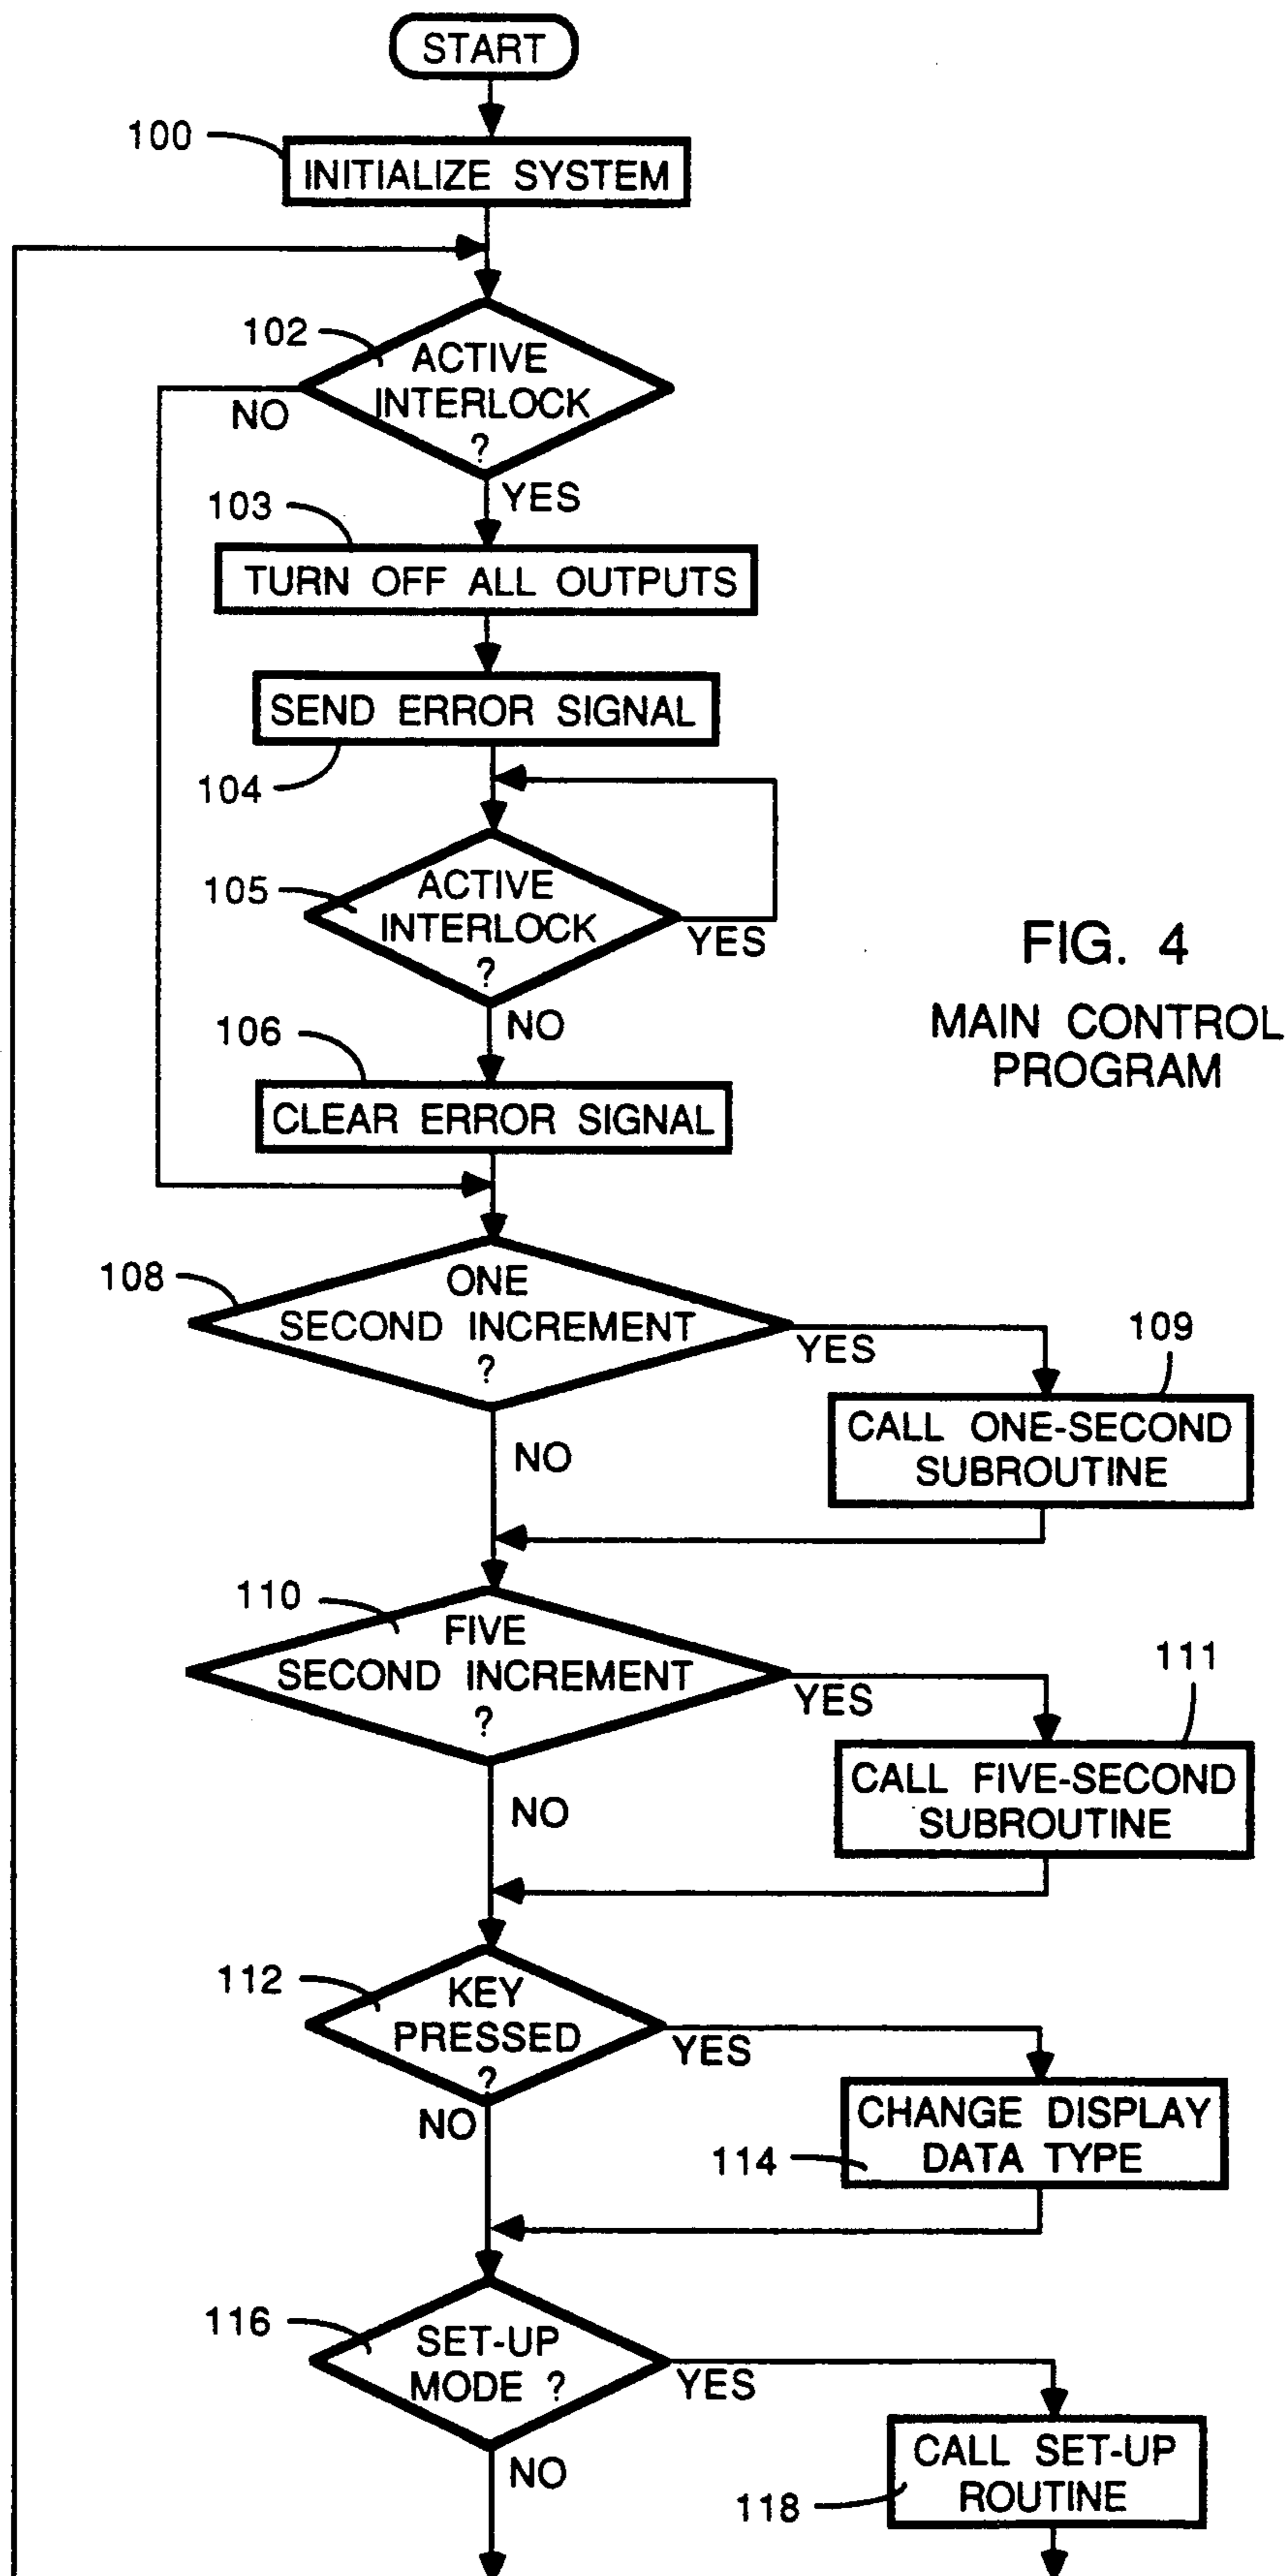 START
100
INITIALIZE SYSTEM
102
ACTIVE
INTERLOCK
?
NO
YES
103
TURN OFF ALL OUTPUTS
SEND ERROR SIGNAL
104
105
ACTIVE
INTERLOCK
?
YES
NO
FIG. 4
MAIN CONTROL
PROGRAM
106
CLEAR ERROR SIGNAL
108
ONE
SECOND INCREMENT
?
YES
NO
109
CALL ONE-SECOND
SUBROUTINE
110
FIVE
SECOND INCREMENT
?
YES
NO
111
CALL FIVE-SECOND
SUBROUTINE
112
KEY
PRESSED
?
YES
NO
CHANGE DISPLAY
DATA TYPE
114
116
SET-UP
MODE ?
YES
NO
CALL SET-UP
ROUTINE
118